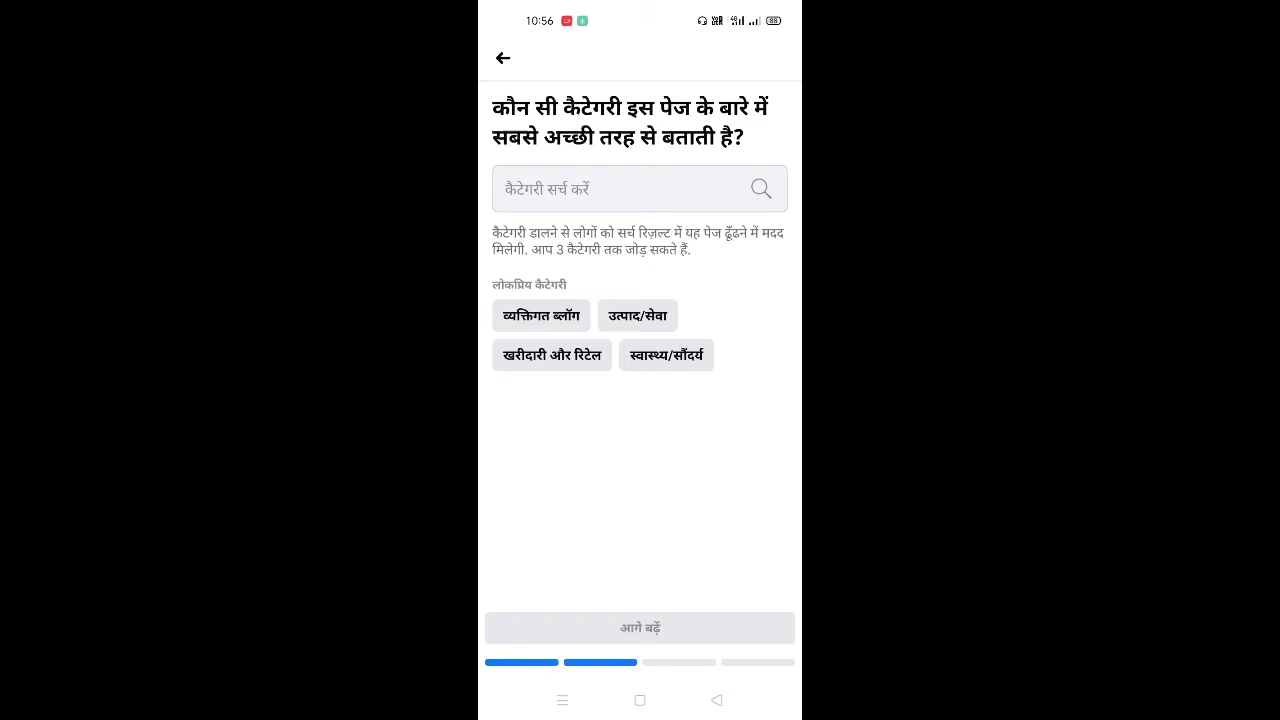 10:56
कौन सी कैटेगरी इस पेज के बारे में
सबसे अच्छी तरह से बताती है?
कैटेगरी सर्च करें
कैटेगरी डालने से लोगों को सर्च रिज़ल्ट में यह पेज ढूँढने में मदद
मिलेगी. आप 3 कैटेगरी तक जोड़ सकते हैं.
लोकप्रिय कैटेगरी
व्यक्तिगत ब्लॉग उत्पाद/सेवा
खरीदारी और रिटेल स्वास्थ्य/सौंदर्य
आगे बढ़ें